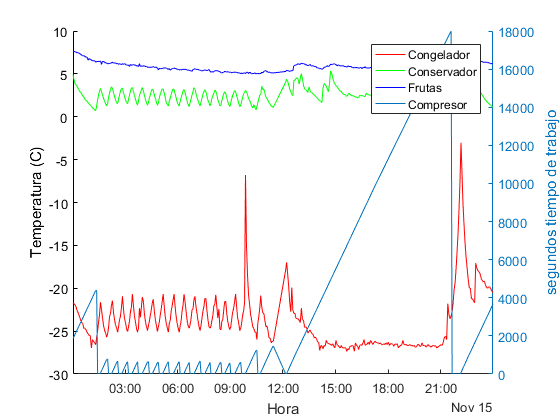 10
5
0
-5
-10
-15
-20
-25
-30
Temperatura (C)
18000
16000
14000
12000
10000
8000
6000
4000
2000
0
segundos tiempo de trabajo
Congelador
Conservador
Frutas
Compresor
03:00 06:00 09:00 12:00 15:00 18:00 21:00
Nov 15
Hora